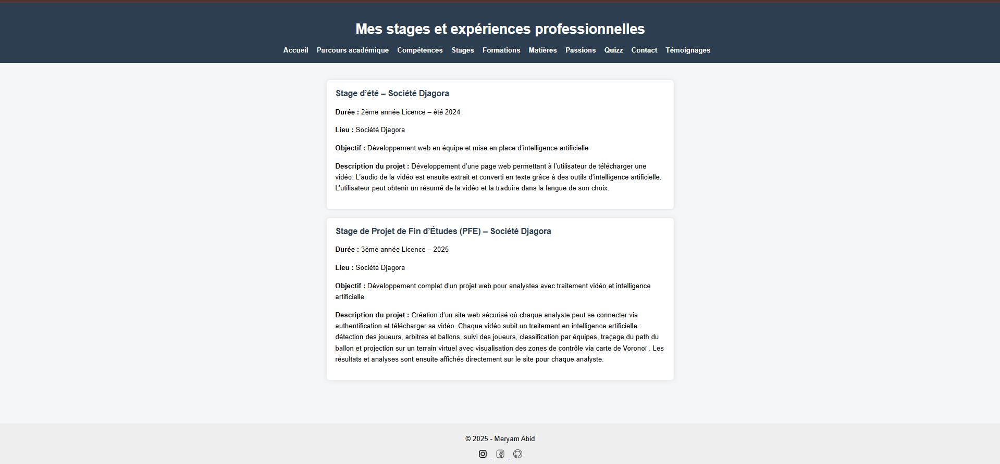 Mes stages et expériences professionnelles
Accueil Parcours académique Compétences Stages Formations Matières Passions Quizz Contact Témoignages
Stage d’été – Société Djagora
Durée : 2ème année Licence – été 2024
Lieu : Société Djagora
Objectif : Développement web en équipe et mise en place d’intelligence artificielle
Description du projet : Développement d’une page web permettant à l’utilisateur de télécharger une
vidéo. L’audio de la vidéo est ensuite extrait et converti en texte grâce à des outils d’intelligence artificielle.
L’utilisateur peut obtenir un résumé de la vidéo et la traduire dans la langue de son choix.
Stage de Projet de Fin d’Études (PFE) – Société Djagora
Durée : 3ème année Licence – 2025
Lieu : Société Djagora
Objectif : Développement complet d’un projet web pour analystes avec traitement vidéo et intelligence
artificielle
Description du projet : Création d’un site web sécurisé où chaque analyste peut se connecter via
authentification et télécharger sa vidéo. Chaque vidéo subit un traitement en intelligence artificielle :
détection des joueurs, arbitres et ballons, suivi des joueurs, classification par équipes, traçage du path du
ballon et projection sur un terrain virtuel avec visualisation des zones de contrôle via carte de Voronoï . Les
résultats et analyses sont ensuite affichés directement sur le site pour chaque analyste.
© 2025 - Meryam Abid